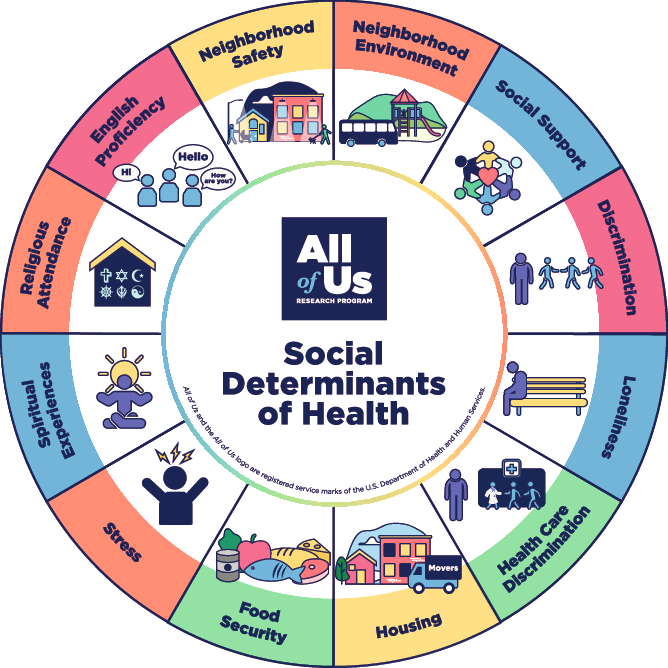 Neighborhood
Safety
Neighborhood
Environment
Social Support
Discrimination
Loneliness
Health Care
Discrimination
Housing
Movers
Food
Security
Stress
Spiritual
Experiences
Religious
Attendance
English
Proficiency
Hi
Hello
How
are you?
All
of Us
RESEARCH PROGRAM
Social
Determinants
of Health
All of Us and the All of Us logo are registered service marks of the U.S. Department of Health and Human Services.